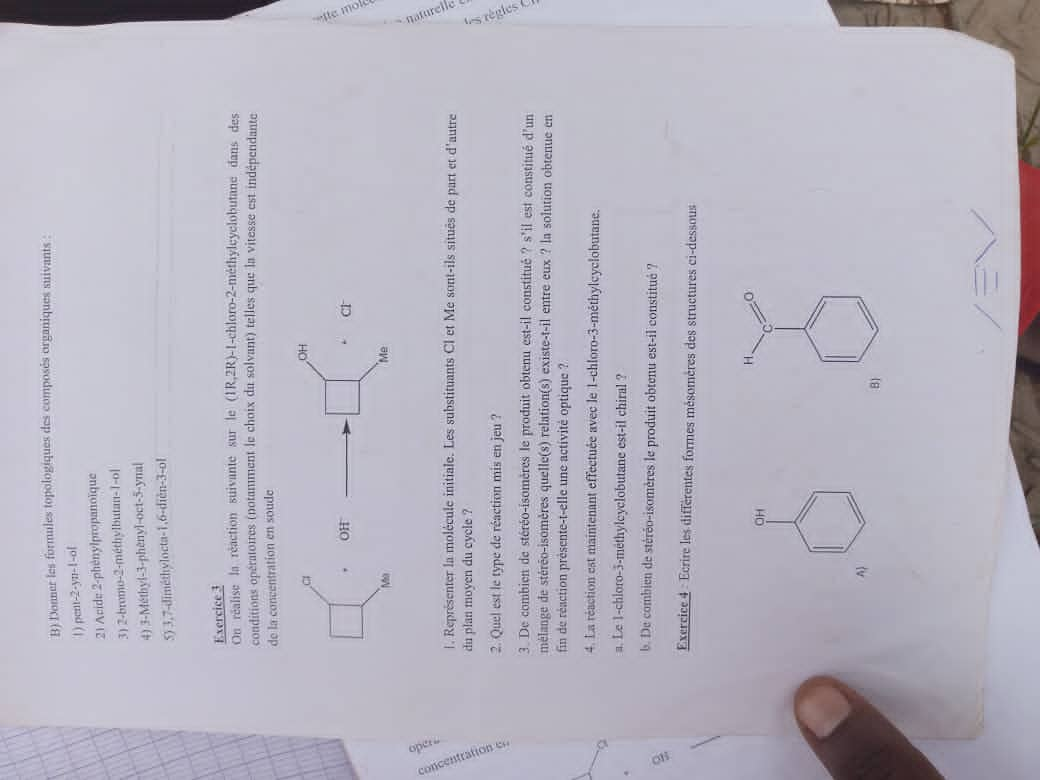 B) Donner les formules topologiques des composés organiques suivants :
1) pent-2-yn-1-ol
2) Acide 2-phénylpropanoïque
3) 2-bromo-2-méthylbutan-1-ol
4) 3-Méthyl-3-phényl-oct-5-ynal
5) 3,7-diméthylocta-1,6-dièn-3-ol
Exercice 3
On réalise la réaction suivante sur le (1R,2R)-1-chloro-2-méthylcyclobutane dans des
conditions opératoires (notamment le choix du solvant) telles que la vitesse est indépendante
de la concentration en soude
Cl
Me
+
OH⁻
OH
Me
+
Cl⁻
1. Représenter la molécule initiale. Les substituants Cl et Me sont-ils situés de part et d'autre
du plan moyen du cycle ?
2. Quel est le type de réaction mis en jeu ?
3. De combien de stéréo-isomères le produit obtenu est-il constitué ? s'il est constitué d'un
mélange de stéréo-isomères quelle(s) relation(s) existe-t-il entre eux ? la solution obtenue en
fin de réaction présente-t-elle une activité optique ?
4. La réaction est maintenant effectuée avec le 1-chloro-3-méthylcyclobutane.
a. Le 1-chloro-3-méthylcyclobutane est-il chiral ?
b. De combien de stéréo-isomères le produit obtenu est-il constitué ?
Exercice 4 : Ecrire les différentes formes mésomères des structures ci-dessous
A)
OH
B)
H
C
O
naturelle
les règles
concentration
Cl
OH